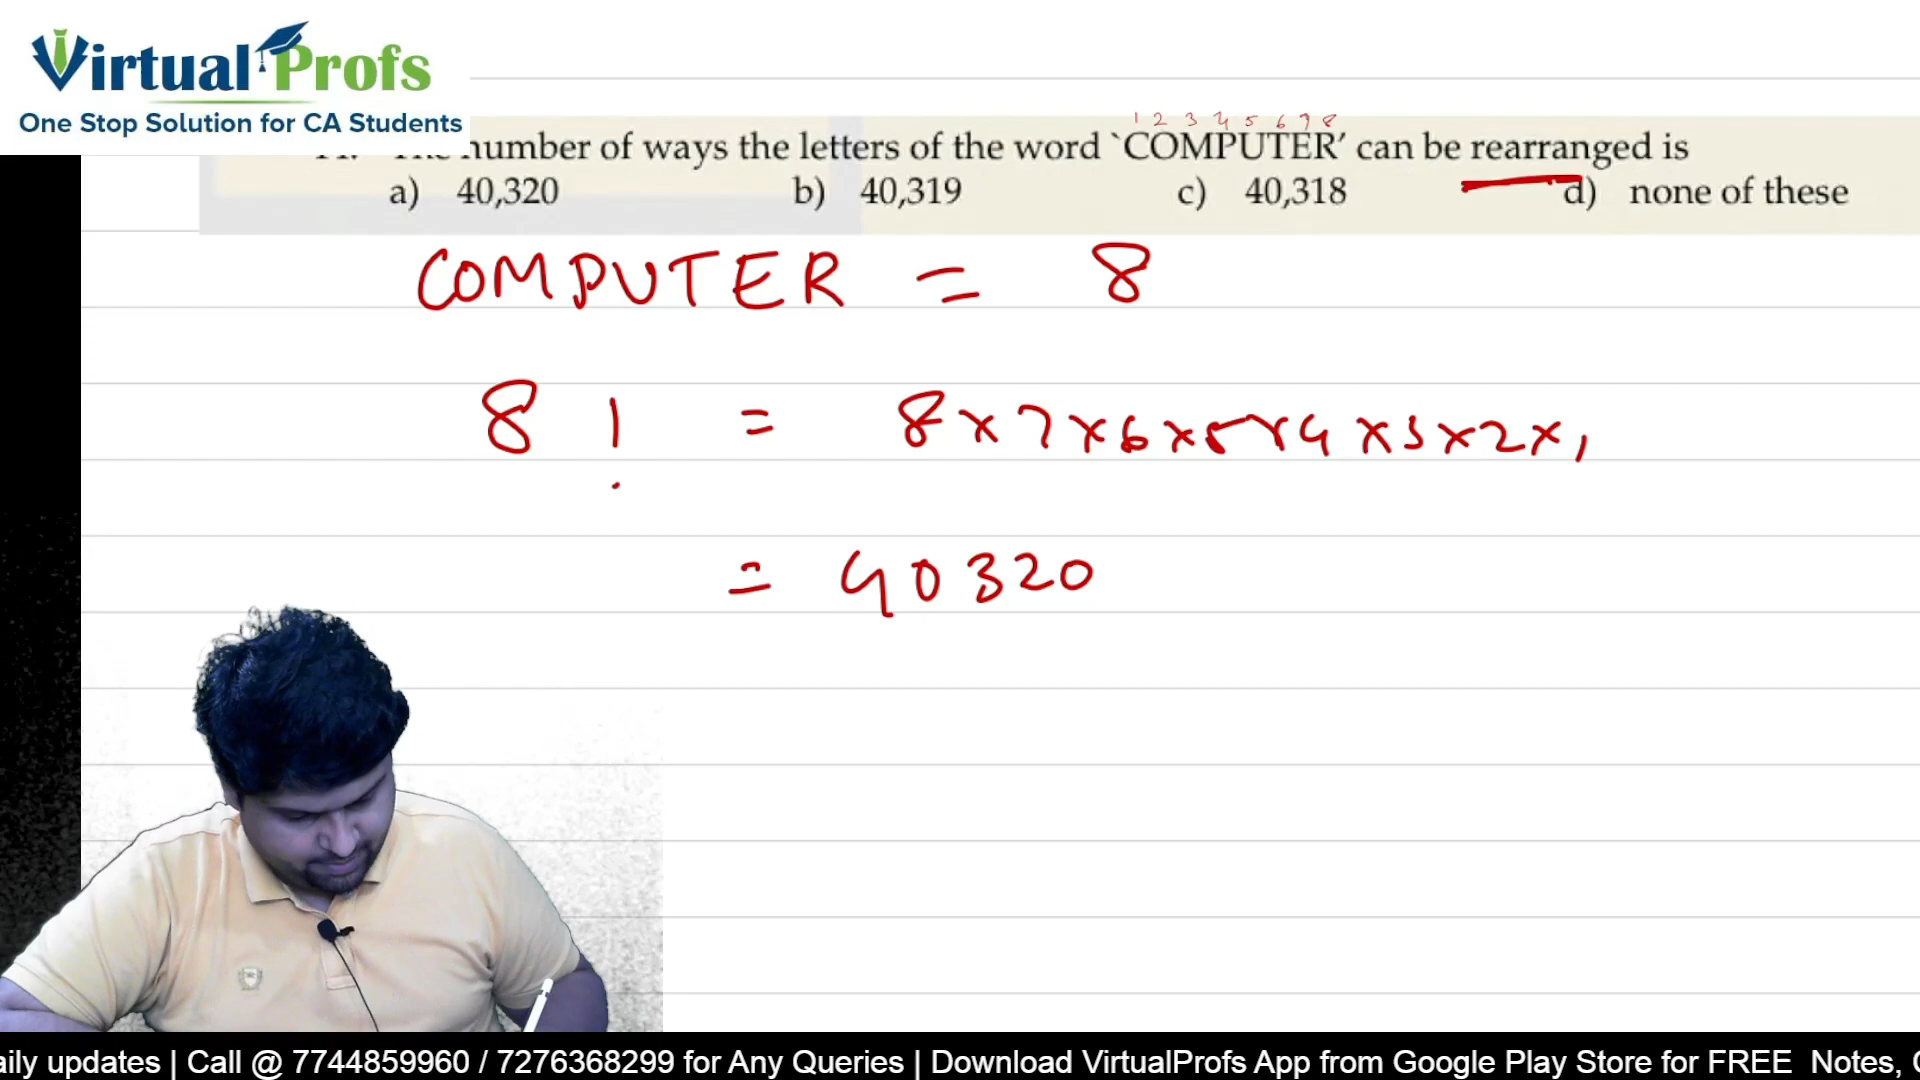 VirtualProfs
One Stop Solution for CA Students
1 2 3 4 5 6 7 8
number of ways the letters of the word `COMPUTER' can be rearranged is
a) 40,320 b) 40,319 c) 40,318 d) none of these
COMPUTER = 8
8! = 8×7×6×5×4×3×2×1
= 40320
aily updates | Call @ 7744859960 / 7276368299 for Any Queries | Download VirtualProfs App from Google Play Store for FREE Notes,